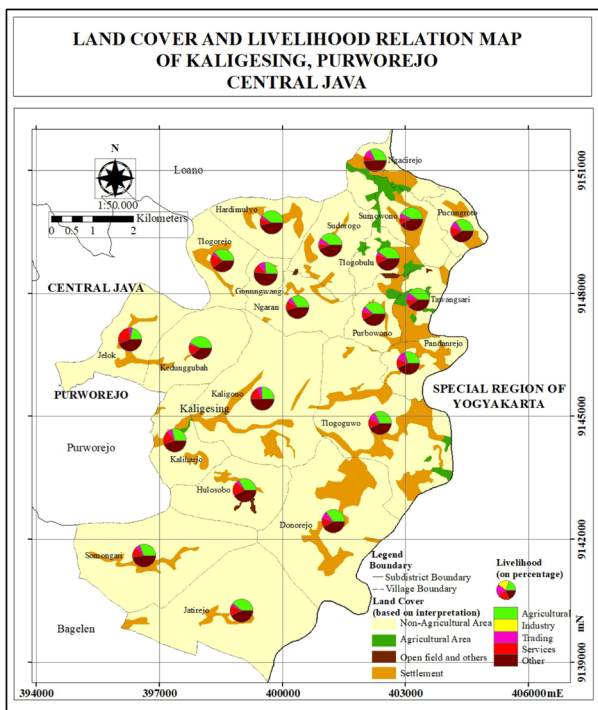 LAND COVER AND LIVELIHOOD RELATION MAP
OF KALIGESING, PURWOREJO
CENTRAL JAVA
N
1:50.000
Kilometers
0 0.5 1 2
Loano
Ngadirejo
Hardimulyo
Sudorogo
Sumowono
Pucungroto
Tlogorejo
Tlogobulu
Gunungwang
CENTRAL JAVA
Ngaran
Tawangsari
Purbowono
Jelok
Kedunggubah
Pandanrejo
PURWOREJO
Kaligono
SPECIAL REGION OF
YOGYAKARTA
Kaligesing
Tlogoguwo
Purworejo
Kaliharjo
Hulosobo
Donorejo
Somongari
Jatirejo
Bagelen
Legend
Boundary
Subdistrict Boundary
Village Boundary
Land Cover
(based on interpretation)
Non-Agricultural Area
Agricultural Area
Open field and others
Settlement
Livelihood
(on percentage)
Agricultural
Industry
Trading
Services
Other
9151000
9148000
9145000
9142000
9139000
mN
394000
397000
400000
403000
406000
mE